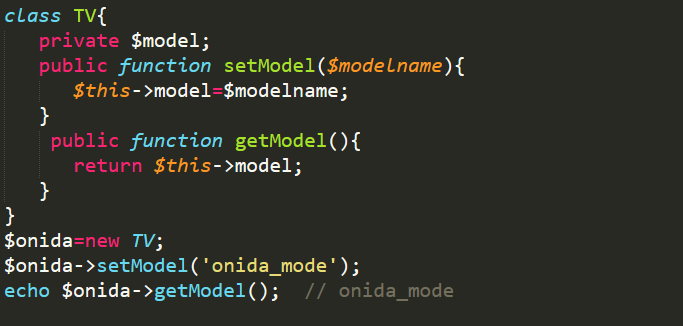 class TV{
   private $model;
   public function setModel($modelname){
      $this->model=$modelname;
   }
    public function getModel(){
      return $this->model;
   }
}
$onida=new TV;
$onida->setModel('onida_mode');
echo $onida->getModel();  // onida_mode